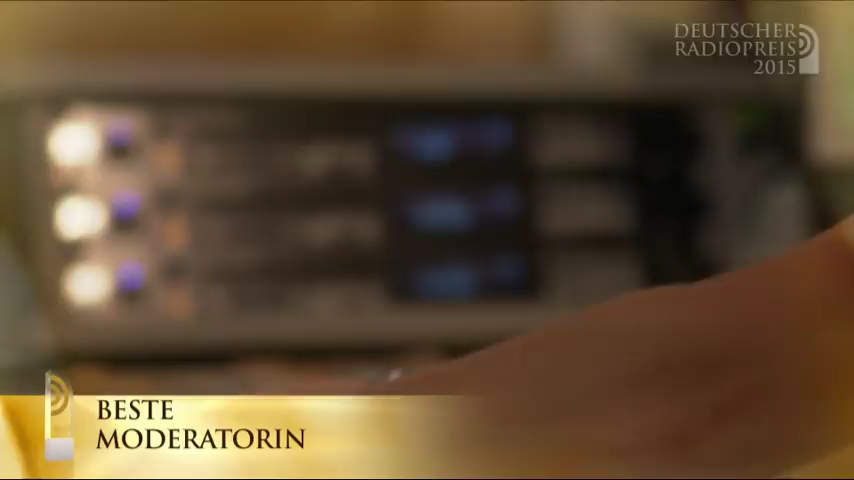 DEUTSCHER
RADIOPREIS
2015
BESTE
MODERATORIN